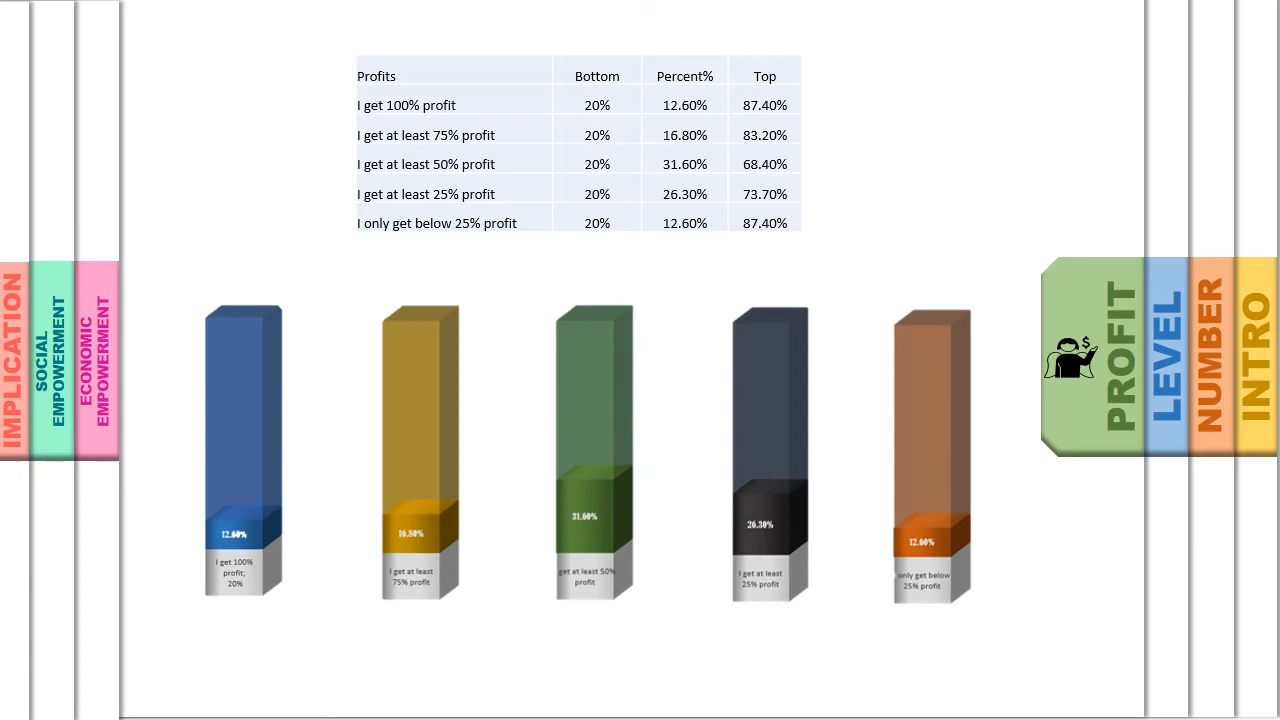 Profits Bottom Percent% Top
I get 100% profit 20% 12.60% 87.40%
I get at least 75% profit 20% 16.80% 83.20%
I get at least 50% profit 20% 31.60% 68.40%
I get at least 25% profit 20% 26.30% 73.70%
I only get below 25% profit 20% 12.60% 87.40%
IMPLICATION
SOCIAL
EMPOWERMENT
ECONOMIC
EMPOWERMENT
12.60%
I get 100%
profit;
20%
16.80%
I get at least
75% profit
31.60%
get at least 50%
profit
26.30%
I get at least
25% profit
12.60%
only get below
25% profit
$
PROFIT
LEVEL
NUMBER
INTRO